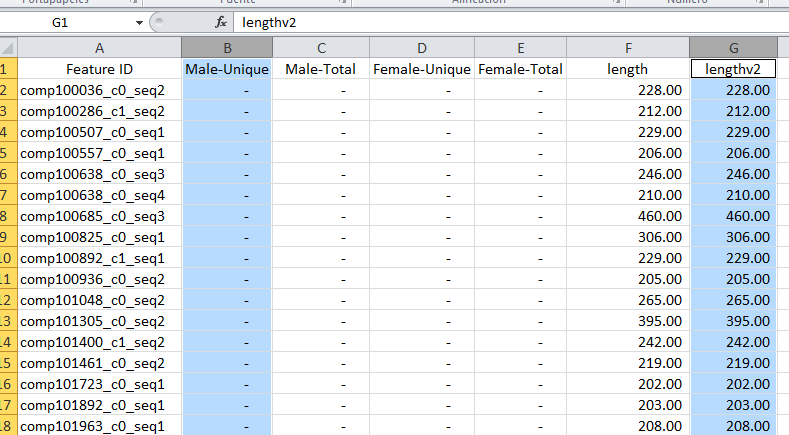 Portapapeles Fuente Alineación Número
G1 fx lengthv2
A B C D E F G
1 Feature ID Male-Unique Male-Total Female-Unique Female-Total length lengthv2
2 comp100036_c0_seq2 - - - - 228.00 228.00
3 comp100286_c1_seq2 - - - - 212.00 212.00
4 comp100507_c0_seq1 - - - - 229.00 229.00
5 comp100557_c0_seq1 - - - - 206.00 206.00
6 comp100638_c0_seq3 - - - - 246.00 246.00
7 comp100638_c0_seq4 - - - - 210.00 210.00
8 comp100685_c0_seq3 - - - - 460.00 460.00
9 comp100825_c0_seq1 - - - - 306.00 306.00
10 comp100892_c1_seq1 - - - - 229.00 229.00
11 comp100936_c0_seq2 - - - - 205.00 205.00
12 comp101048_c0_seq2 - - - - 265.00 265.00
13 comp101305_c0_seq2 - - - - 395.00 395.00
14 comp101400_c1_seq2 - - - - 242.00 242.00
15 comp101461_c0_seq2 - - - - 219.00 219.00
16 comp101723_c0_seq1 - - - - 202.00 202.00
17 comp101892_c0_seq1 - - - - 203.00 203.00
18 comp101963_c0_seq1 - - - - 208.00 208.00